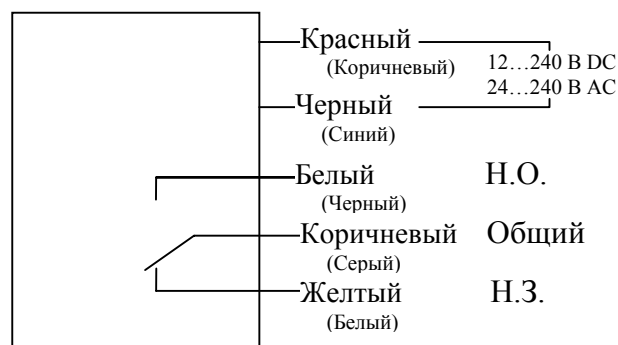 Красный
(Коричневый)
12…240 В DC
24…240 В AC
Черный
(Синий)
Белый Н.О.
(Черный)
Коричневый Общий
(Серый)
Желтый Н.З.
(Белый)